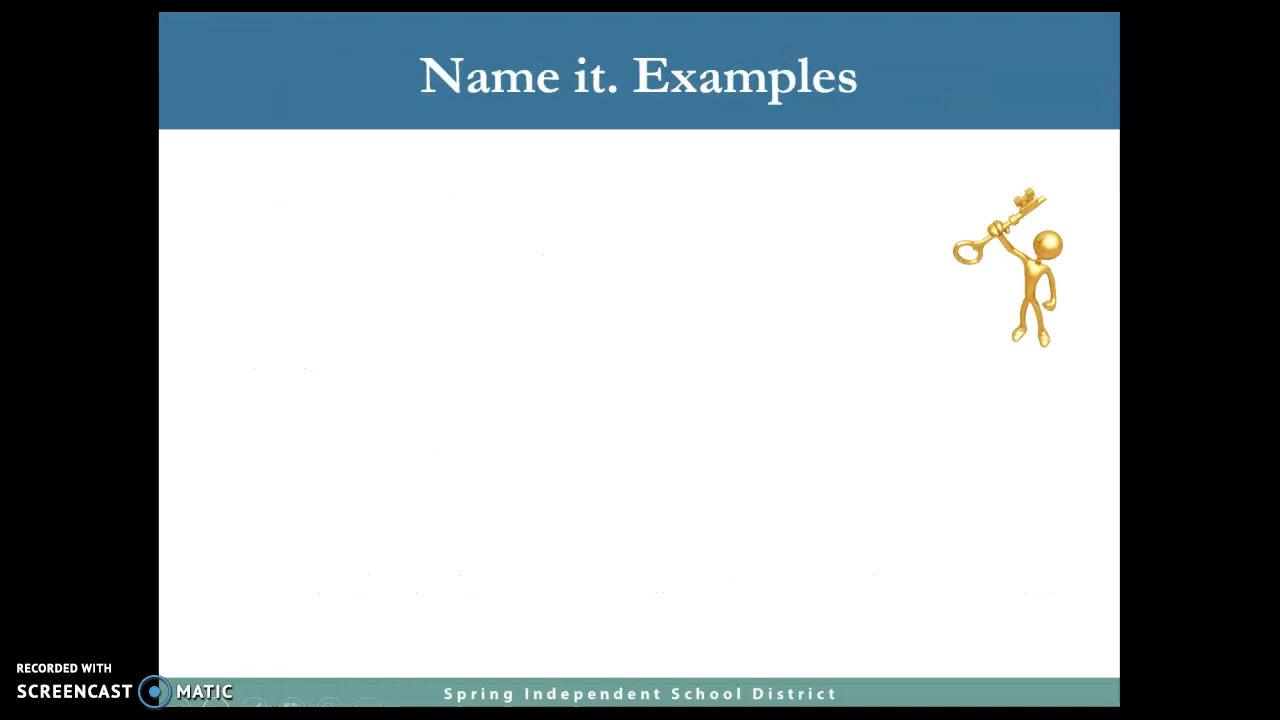 Name it. Examples
RECORDED WITH
SCREENCAST MATIC
Spring Independent School District